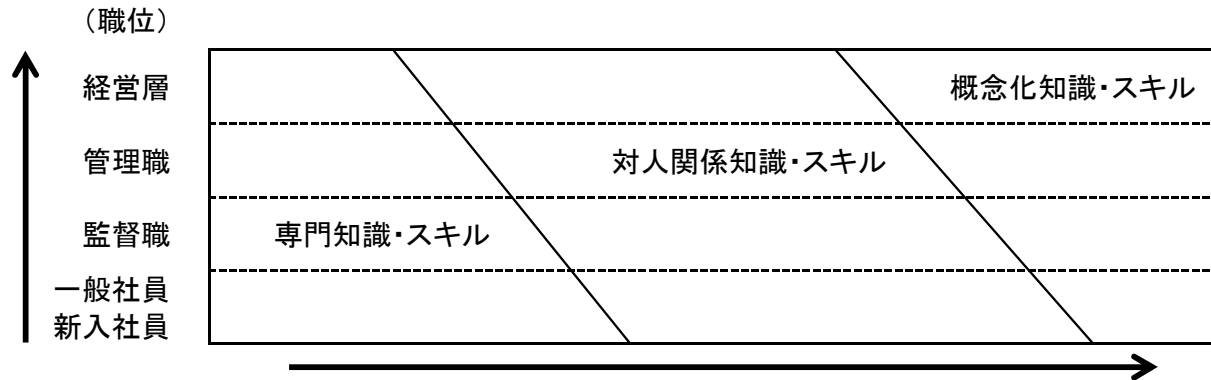 （職位）
経営層
概念化知識・スキル
管理職
対人関係知識・スキル
監督職
専門知識・スキル
一般社員
新入社員